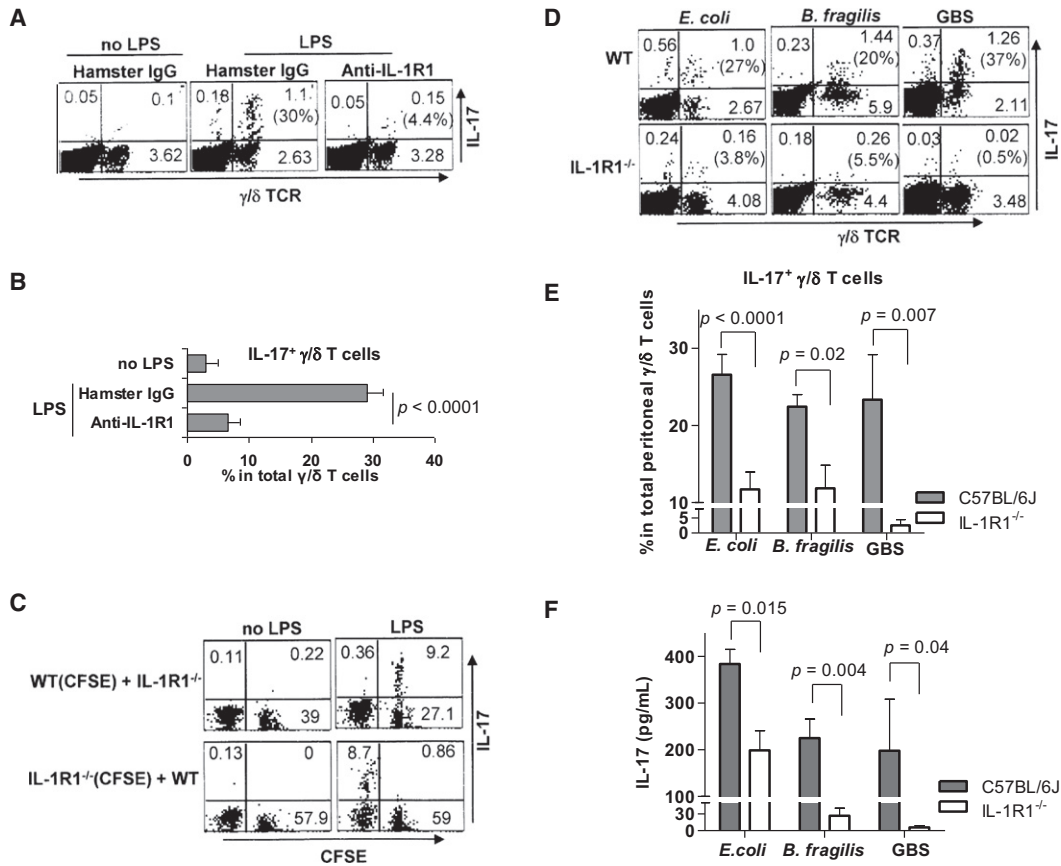 A
no LPS LPS
Hamster IgG Hamster IgG Anti-IL-1R1
0.05 0.1 0.18 1.1 0.05 0.15
(30%) (4.4%)
3.62 2.63 3.28
IL-17
γ/δ TCR
B
IL-17+ γ/δ T cells
no LPS
LPS
Hamster IgG
Anti-IL-1R1
p < 0.0001
0 10 20 30 40
% in total γ/δ T cells
C
no LPS LPS
WT(CFSE) + IL-1R1-/-
0.11 0.22 0.36 9.2
39 27.1
IL-1R1-/-(CFSE) + WT
0.13 0 8.7 0.86
57.9 59
IL-17
CFSE
D
E. coli B. fragilis GBS
WT
0.56 1.0 0.23 1.44 0.37 1.26
(27%) (20%) (37%)
2.67 5.9 2.11
IL-1R1-/-
0.24 0.16 0.18 0.26 0.03 0.02
(3.8%) (5.5%) (0.5%)
4.08 4.4 3.48
IL-17
γ/δ TCR
E
IL-17+ γ/δ T cells
%in total peritoneal γ/δ T cells
p < 0.0001
p = 0.02
p = 0.007
30
20
10
5
0
E. coli B. fragilis GBS
C57BL/6J
IL-1R1-/-
F
IL-17 (pg/mL)
p = 0.015
p = 0.004
p = 0.04
400
300
200
100
30
0
E.coli B. fragilis GBS
C57BL/6J
IL-1R1-/-